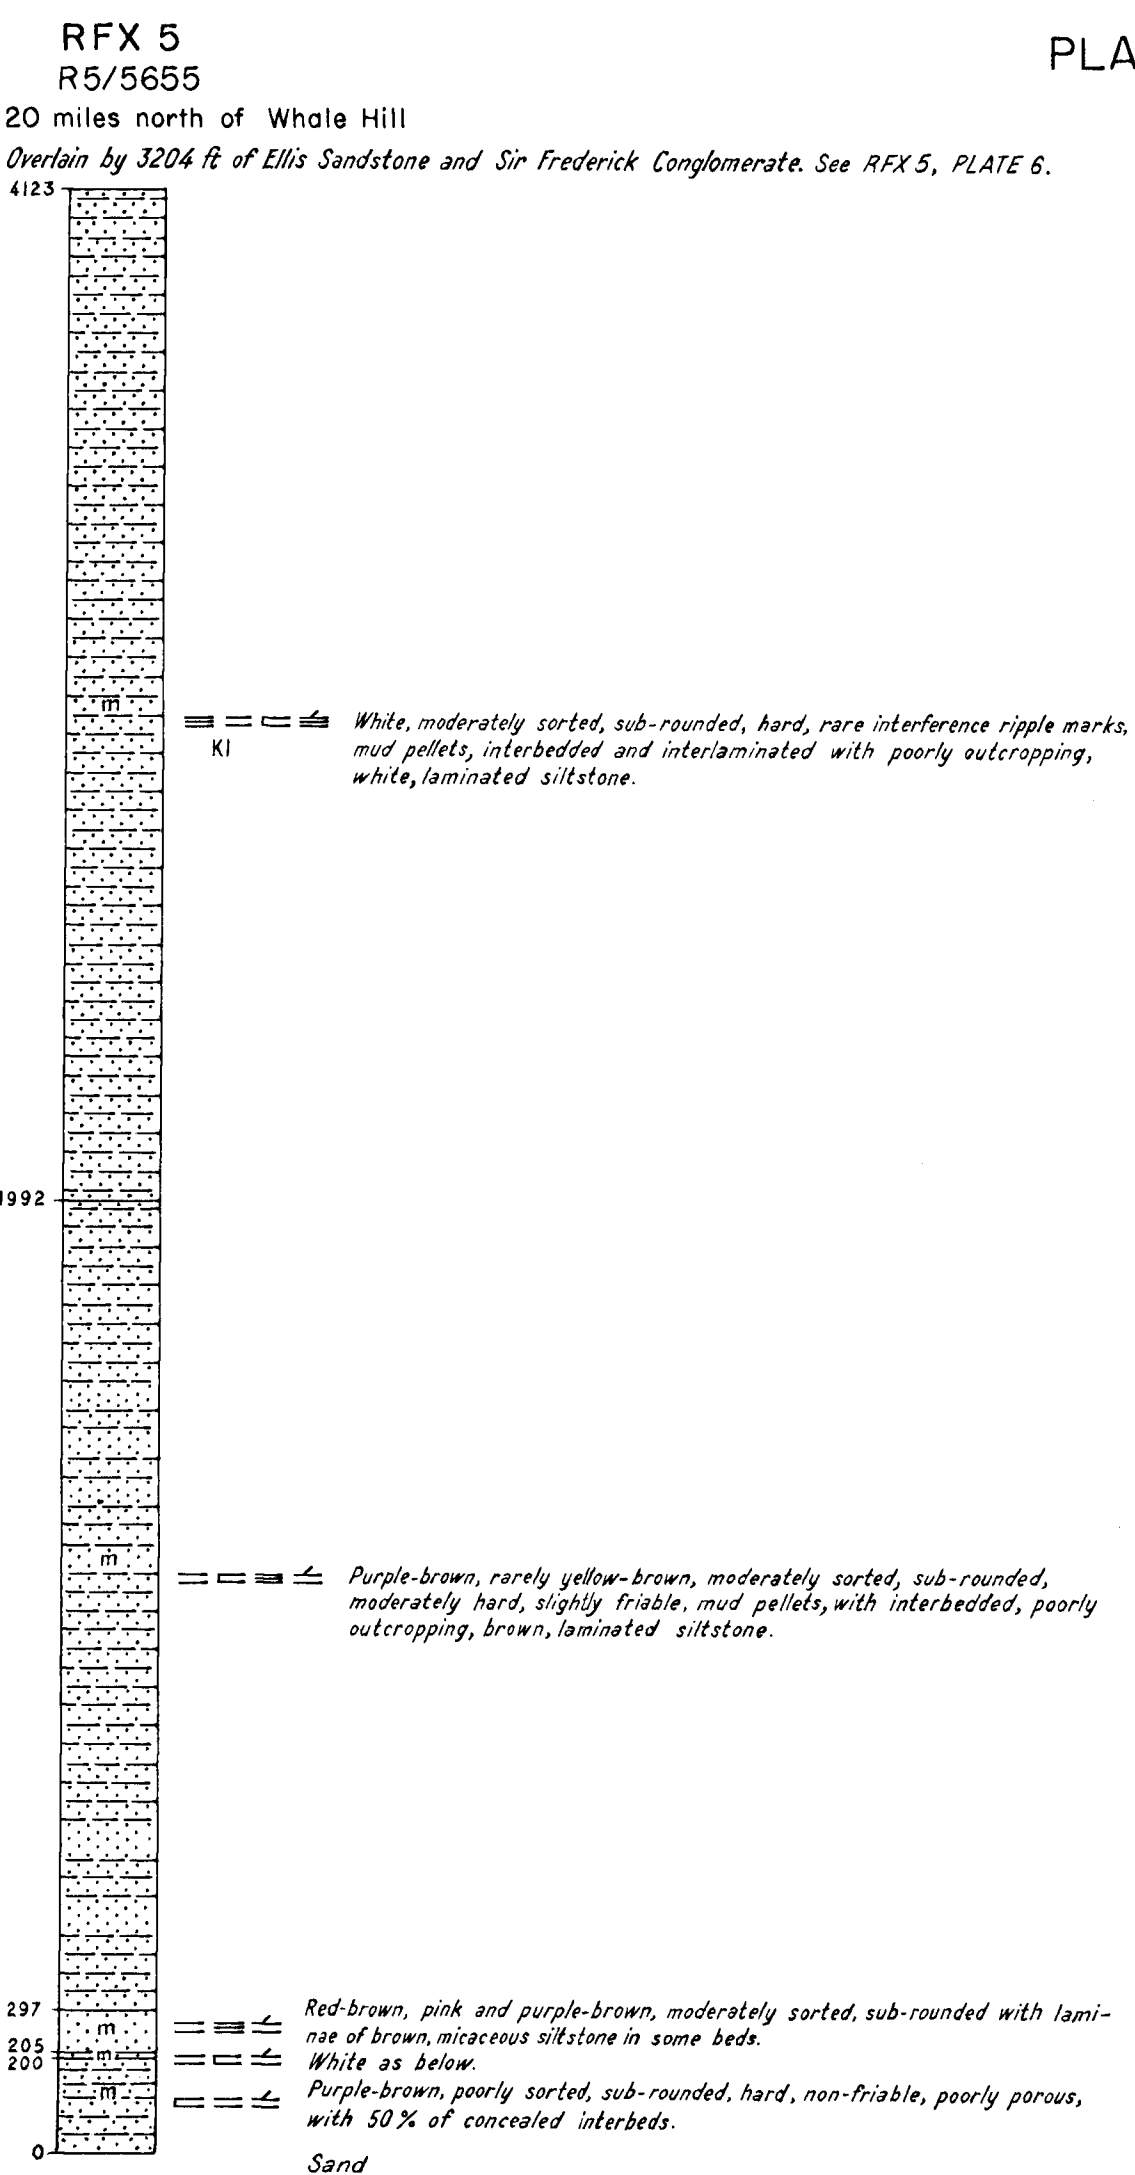 RFX 5
PLA
R5/5655
20 miles north of Whale Hill
Overlain by 3204 ft of Ellis Sandstone and Sir Frederick Conglomerate. See RFX 5, PLATE 6.
4123
m
White, moderately sorted, sub-rounded, hard, rare interference ripple marks,
KI
mud pellets, interbedded and interlaminated with poorly outcropping,
white, laminated siltstone.
1992
m
Purple-brown, rarely yellow-brown, moderately sorted, sub-rounded,
moderately hard, slightly friable, mud pellets, with interbedded, poorly
outcropping, brown, laminated siltstone.
297
Red-brown, pink and purple-brown, moderately sorted, sub-rounded with lami-
m
nae of brown, micaceous siltstone in some beds.
205
m
200
White as below.
m
Purple-brown, poorly sorted, sub-rounded, hard, non-friable, poorly porous,
with 50% of concealed interbeds.
0
Sand